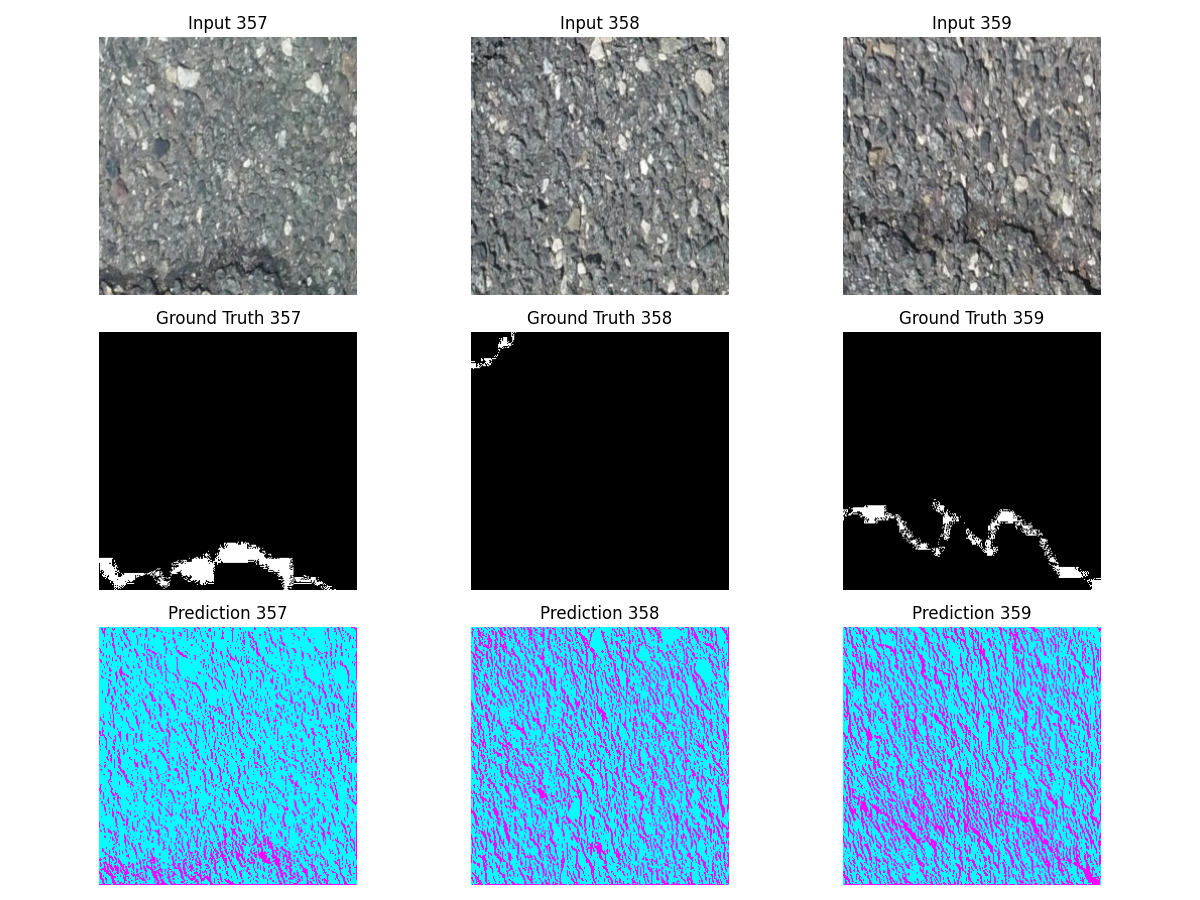 Input 357
Input 358
Input 359
Ground Truth 357
Ground Truth 358
Ground Truth 359
Prediction 357
Prediction 358
Prediction 359